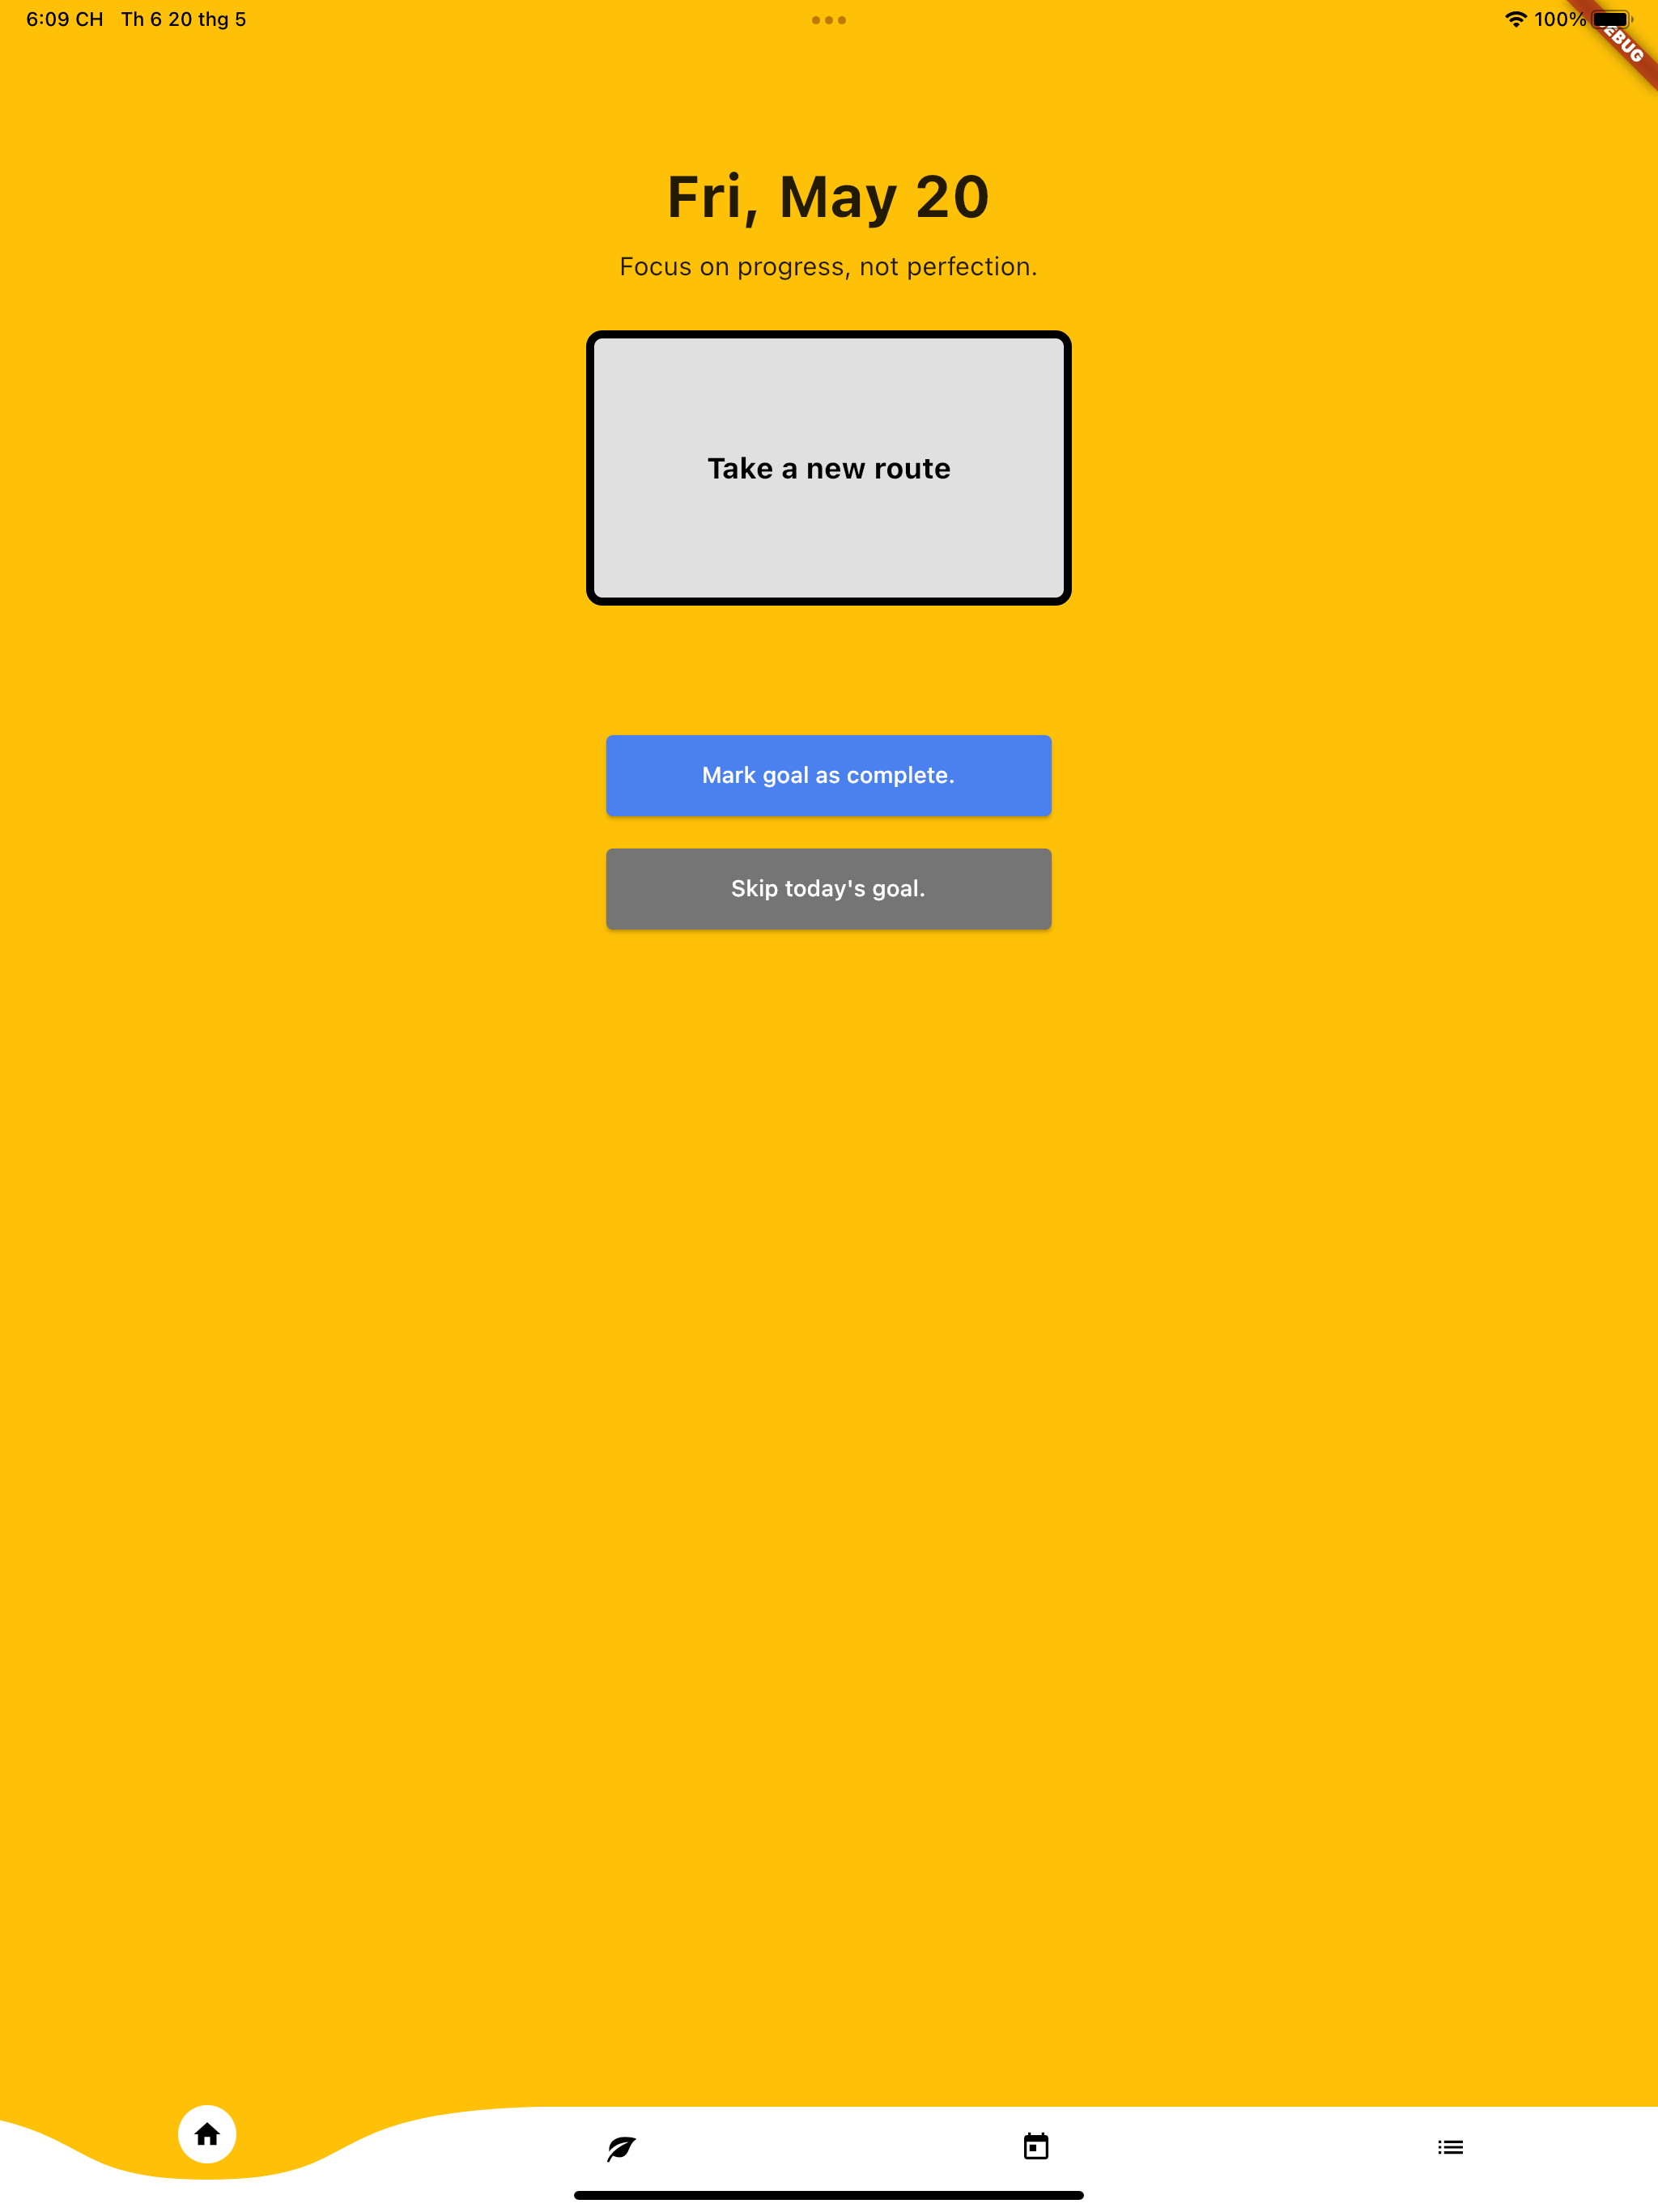 6:09 CH Th 6 20 thg 5
100%
Fri, May 20
Focus on progress, not perfection.
Take a new route
Mark goal as complete.
Skip today's goal.